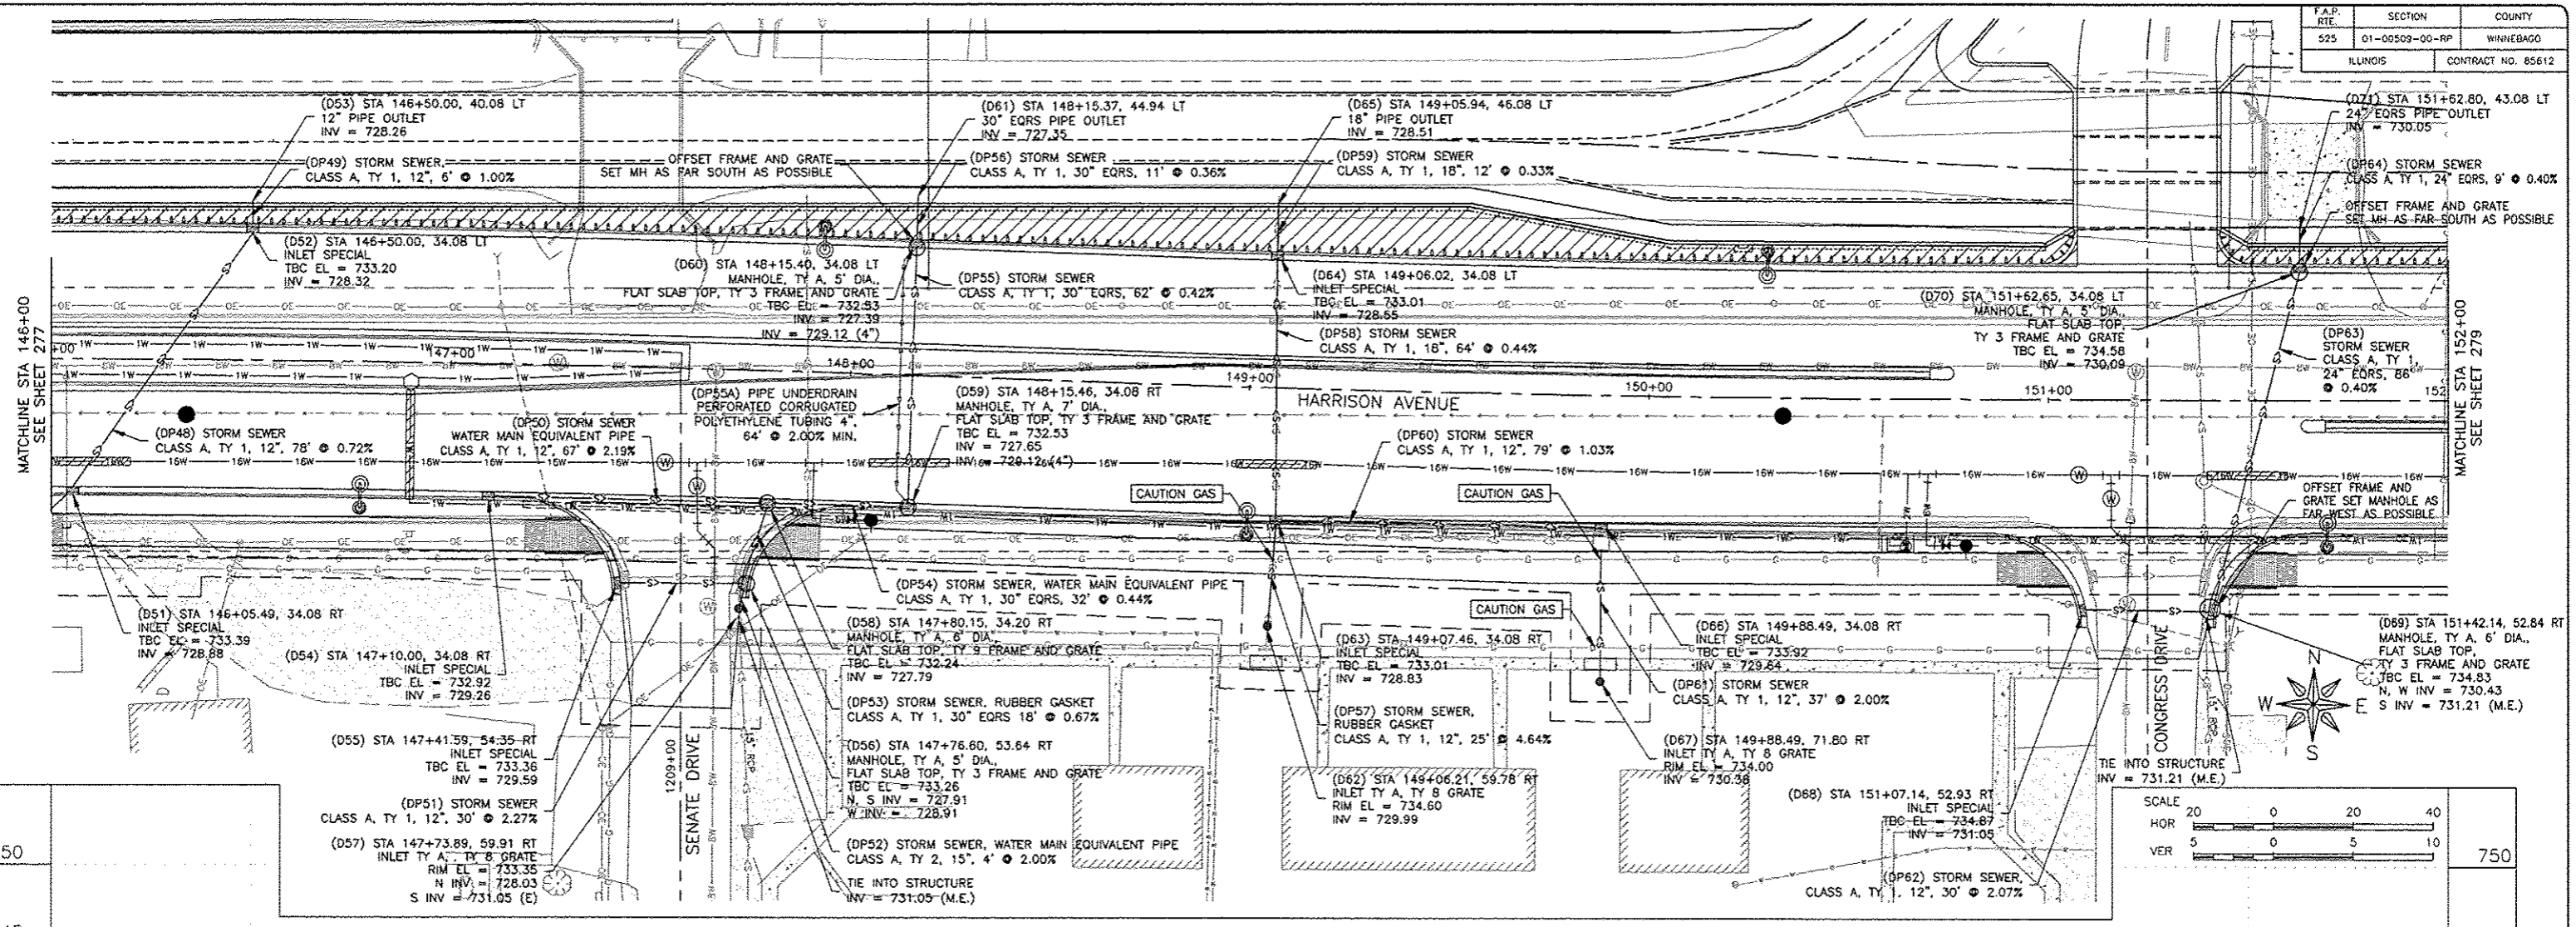 F.A.P. RTE. SECTION COUNTY
525 01-00509-00-RP WINNEBAGO
ILLINOIS CONTRACT NO. 85612
(D53) STA 146+50.00, 40.08 LT
12" PIPE OUTLET
INV = 728.26
(D61) STA 148+15.37, 44.94 LT
30" EQRS PIPE OUTLET
INV = 727.35
(D65) STA 149+05.94, 46.08 LT
18" PIPE OUTLET
INV = 728.51
(D71) STA 151+62.80, 43.08 LT
24" EQRS PIPE OUTLET
INV = 730.05
(DP49) STORM SEWER,
CLASS A, TY 1, 12", 6' @ 1.00%
OFFSET FRAME AND GRATE
SET MH AS FAR SOUTH AS POSSIBLE
(DP56) STORM SEWER
CLASS A, TY 1, 30" EQRS, 11' @ 0.36%
(DP59) STORM SEWER
CLASS A, TY 1, 18", 12' @ 0.33%
(DP64) STORM SEWER
CLASS A, TY 1, 24" EQRS, 9' @ 0.40%
OFFSET FRAME AND GRATE
SET MH AS FAR SOUTH AS POSSIBLE
(D52) STA 146+50.00, 34.08 LT
INLET SPECIAL
TBC EL = 733.20
INV = 728.32
(D60) STA 148+15.40, 34.08 LT
MANHOLE, TY A, 5' DIA.,
FLAT SLAB TOP, TY 3 FRAME AND GRATE
TBC EL = 732.53
INV = 727.39
INV = 729.12 (4")
(DP55) STORM SEWER
CLASS A, TY 1, 30" EQRS, 62' @ 0.42%
(D64) STA 149+06.02, 34.08 LT
INLET SPECIAL
TBC EL = 733.01
INV = 728.55
(DP58) STORM SEWER
CLASS A, TY 1, 18", 64' @ 0.44%
(D70) STA 151+62.65, 34.08 LT
MANHOLE, TY A, 5' DIA.,
FLAT SLAB TOP,
TY 3 FRAME AND GRATE
TBC EL = 734.58
INV = 730.09
(DP63)
STORM SEWER
CLASS A, TY 1,
24" EQRS, 86'
@ 0.40%
MATCHLINE STA 146+00
SEE SHEET 277
MATCHLINE STA 152+00
SEE SHEET 279
+00
147+00
148+00
149+00
150+00
151+00
152
HARRISON AVENUE
(DP48) STORM SEWER
CLASS A, TY 1, 12", 78' @ 0.72%
(DP50) STORM SEWER
WATER MAIN EQUIVALENT PIPE
CLASS A, TY 1, 12", 67' @ 2.19%
(DP55A) PIPE UNDERDRAIN
PERFORATED CORRUGATED
POLYETHYLENE TUBING 4",
64' @ 2.00% MIN.
(D59) STA 148+15.46, 34.08 RT
MANHOLE, TY A, 7' DIA.,
FLAT SLAB TOP, TY 3 FRAME AND GRATE
TBC EL = 732.53
INV = 727.65
INV = 729.12 (4")
(DP60) STORM SEWER
CLASS A, TY 1, 12", 79' @ 1.03%
CAUTION GAS
CAUTION GAS
OFFSET FRAME AND
GRATE SET MANHOLE AS
FAR WEST AS POSSIBLE
(D51) STA 146+05.49, 34.08 RT
INLET SPECIAL
TBC EL = 733.39
INV = 728.88
(D54) STA 147+10.00, 34.08 RT
INLET SPECIAL
TBC EL = 732.92
INV = 729.26
(DP54) STORM SEWER, WATER MAIN EQUIVALENT PIPE
CLASS A, TY 1, 30" EQRS, 32' @ 0.44%
CAUTION GAS
(D58) STA 147+80.15, 34.20 RT
MANHOLE, TY A, 6' DIA.,
FLAT SLAB TOP, TY 9 FRAME AND GRATE
TBC EL = 732.24
INV = 727.79
(D63) STA 149+07.46, 34.08 RT
INLET SPECIAL
TBC EL = 733.01
INV = 728.83
(D66) STA 149+88.49, 34.08 RT
INLET SPECIAL
TBC EL = 733.92
INV = 729.64
(D69) STA 151+42.14, 52.84 RT
MANHOLE, TY A, 6' DIA.,
FLAT SLAB TOP,
TY 3 FRAME AND GRATE
TBC EL = 734.83
N, W INV = 730.43
S INV = 731.21 (M.E.)
(DP53) STORM SEWER, RUBBER GASKET
CLASS A, TY 1, 30" EQRS 18' @ 0.67%
(DP57) STORM SEWER,
RUBBER GASKET
CLASS A, TY 1, 12", 25' @ 4.64%
(DP61) STORM SEWER
CLASS A, TY 1, 12", 37' @ 2.00%
(D55) STA 147+41.59, 54.35 RT
INLET SPECIAL
TBC EL = 733.36
INV = 729.59
(D56) STA 147+76.60, 53.64 RT
MANHOLE, TY A, 5' DIA.,
FLAT SLAB TOP, TY 3 FRAME AND GRATE
TBC EL = 733.26
N, S INV = 727.91
W INV = 728.91
(D62) STA 149+06.21, 59.78 RT
INLET TY A, TY 8 GRATE
RIM EL = 734.60
INV = 729.99
(D67) STA 149+88.49, 71.80 RT
INLET TY A, TY 8 GRATE
RIM EL = 734.00
INV = 730.38
TIE INTO STRUCTURE
INV = 731.21 (M.E.)
(DP51) STORM SEWER
CLASS A, TY 1, 12", 30' @ 2.27%
(D57) STA 147+73.89, 59.91 RT
INLET TY A, TY 8 GRATE
RIM EL = 733.35
N INV = 728.03
S INV = 731.05 (E)
(DP52) STORM SEWER, WATER MAIN EQUIVALENT PIPE
CLASS A, TY 2, 15", 4' @ 2.00%
TIE INTO STRUCTURE
INV = 731.05 (M.E.)
(D68) STA 151+07.14, 52.93 RT
INLET SPECIAL
TBC EL = 734.87
INV = 731.05
(DP62) STORM SEWER,
CLASS A, TY 1, 12", 30' @ 2.07%
1209+00
SENATE DRIVE
15" RCP
CONGRESS DRIVE
15" RCP
N
W E
S
SCALE
HOR 20 0 20 40
VER 5 0 5 10
50
750